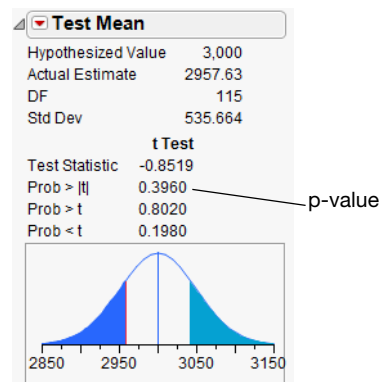 Test Mean
Hypothesized Value 3,000
Actual Estimate 2957.63
DF 115
Std Dev 535.664
t Test
Test Statistic -0.8519
Prob > |t| 0.3960
p-value
Prob > t 0.8020
Prob < t 0.1980
2850 2950 3050 3150